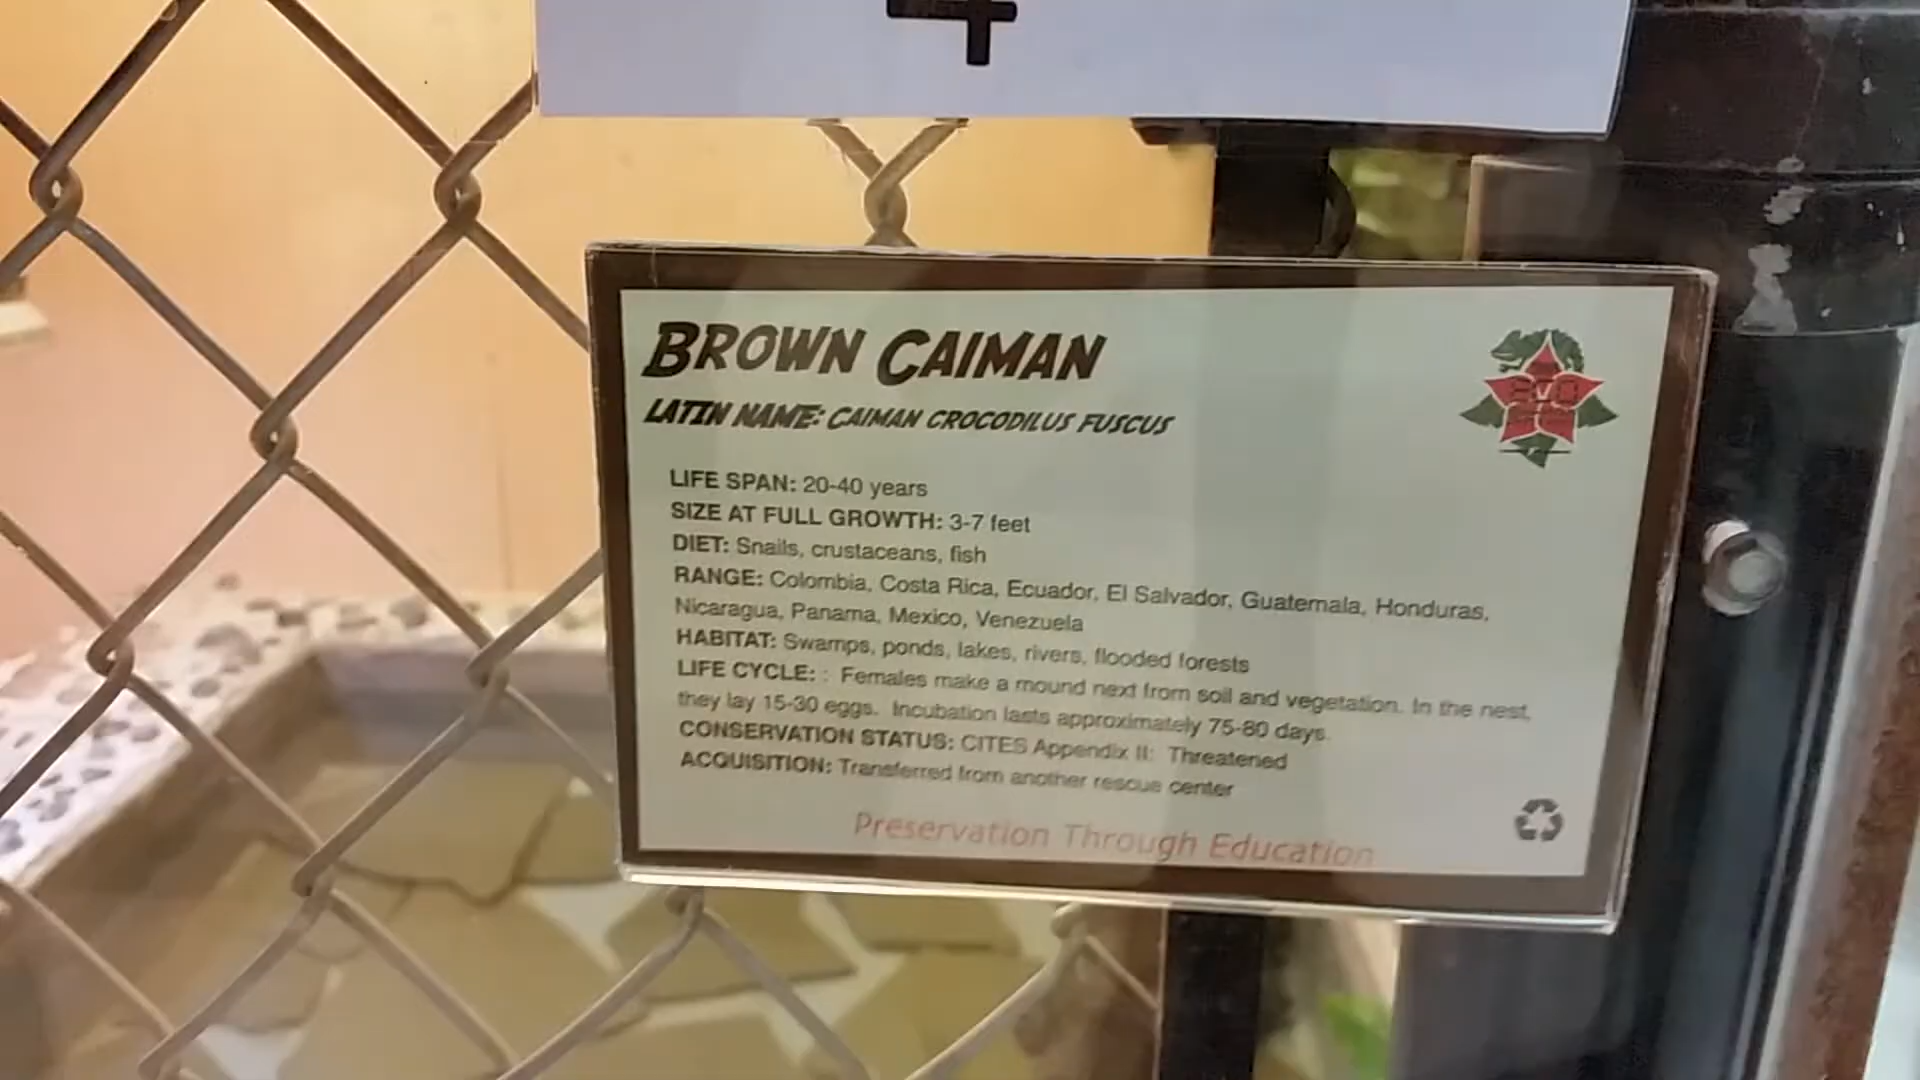 4
BROWN CAIMAN
LATIN NAME: CAIMAN CROCODILUS FUSCUS
LIFE SPAN: 20-40 years
SIZE AT FULL GROWTH: 3-7 feet
DIET: Snails, crustaceans, fish
RANGE: Colombia, Costa Rica, Ecuador, El Salvador, Guatemala, Honduras,
Nicaragua, Panama, Mexico, Venezuela
HABITAT: Swamps, ponds, lakes, rivers, flooded forests
LIFE CYCLE: : Females make a mound next from soil and vegetation. In the nest,
they lay 15-30 eggs. Incubation lasts approximately 75-80 days.
CONSERVATION STATUS: CITES Appendix II: Threatened
ACQUISITION: Transferred from another rescue center
Preservation Through Education